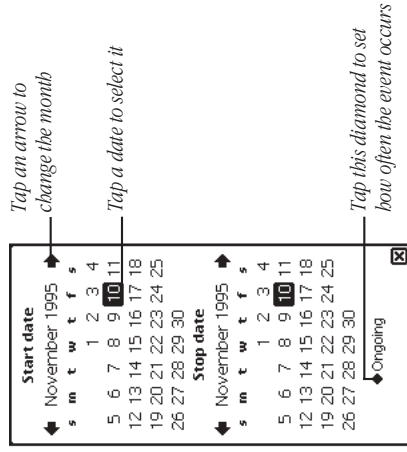 Start date
November 1995
s m t w t f s
1 2 3 4
5 6 7 8 9 10 11
12 13 14 15 16 17 18
19 20 21 22 23 24 25
26 27 28 29 30
Stop date
November 1995
s m t w t f s
1 2 3 4
5 6 7 8 9 10 11
12 13 14 15 16 17 18
19 20 21 22 23 24 25
26 27 28 29 30
Ongoing
Tap an arrow to
change the month
Tap a date to select it
Tap this diamond to set
how often the event occurs